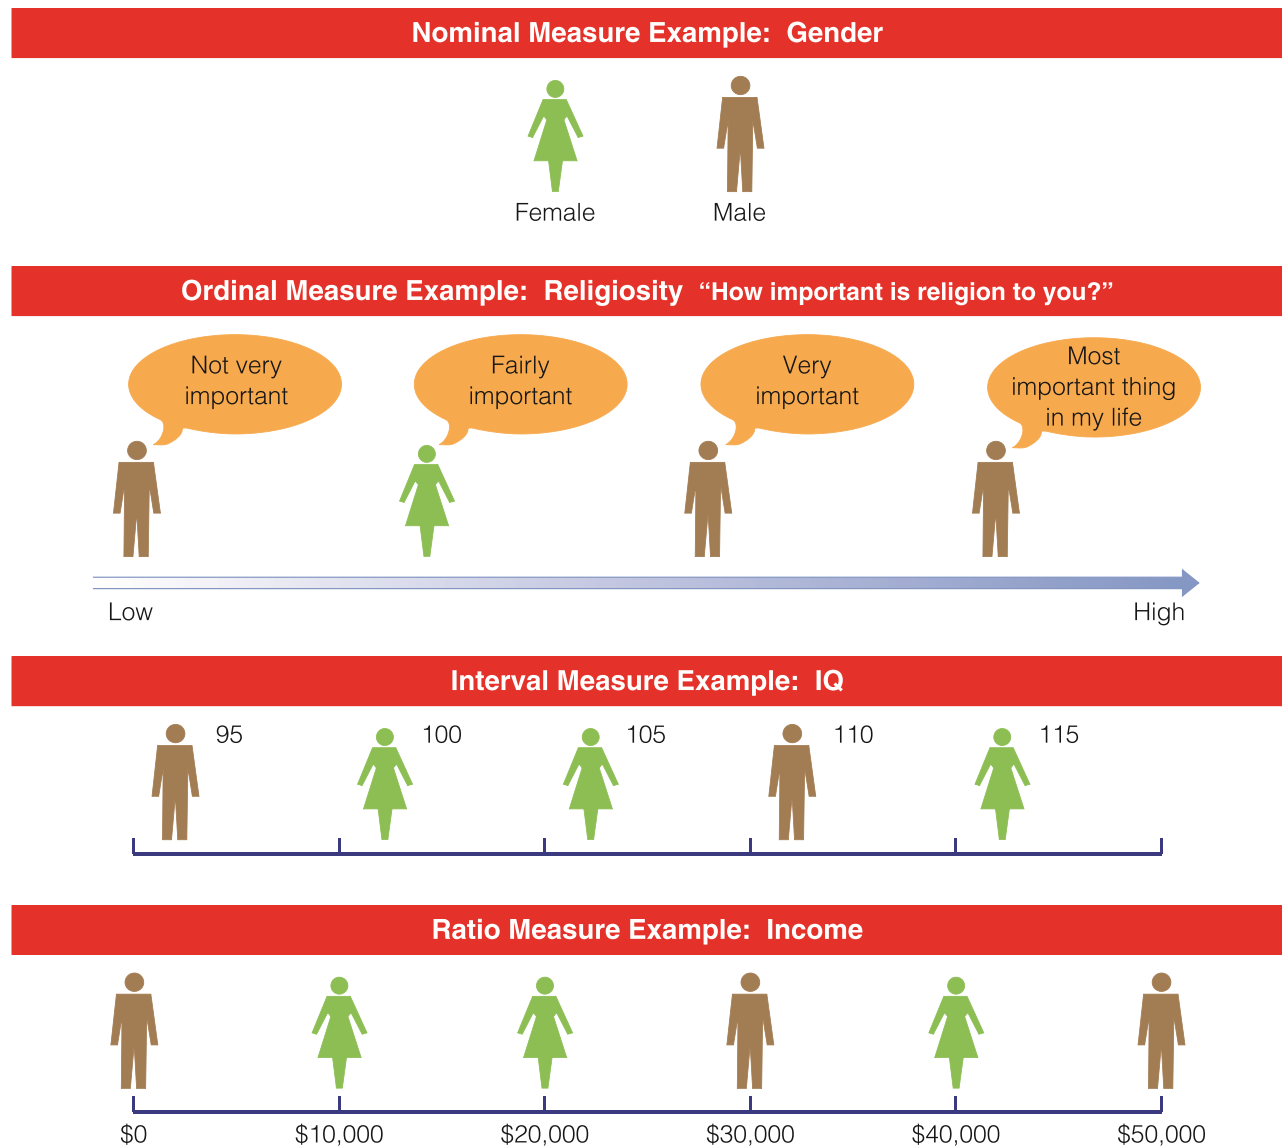 Nominal Measure Example: Gender
Female Male
Ordinal Measure Example: Religiosity “How important is religion to you?”
Not very
important
Fairly
important
Very
important
Most
important thing
in my life
Low High
Interval Measure Example: IQ
95 100 105 110 115
Ratio Measure Example: Income
$0 $10,000 $20,000 $30,000 $40,000 $50,000